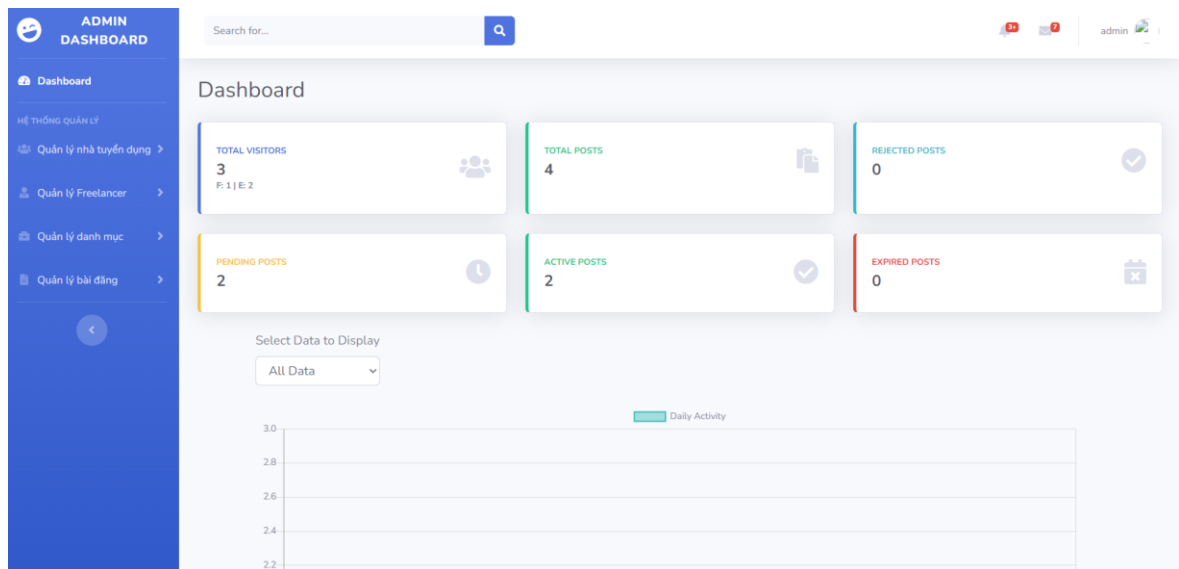 ADMIN
DASHBOARD
Search for...
3+
7
admin
Dashboard
HỆ THỐNG QUẢN LÝ
Quản lý nhà tuyển dụng
Quản lý Freelancer
Quản lý danh mục
Quản lý bài đăng
Dashboard
TOTAL VISITORS
3
F: 1 | E: 2
TOTAL POSTS
4
REJECTED POSTS
0
PENDING POSTS
2
ACTIVE POSTS
2
EXPIRED POSTS
0
Select Data to Display
All Data
Daily Activity
3.0
2.8
2.6
2.4
2.2